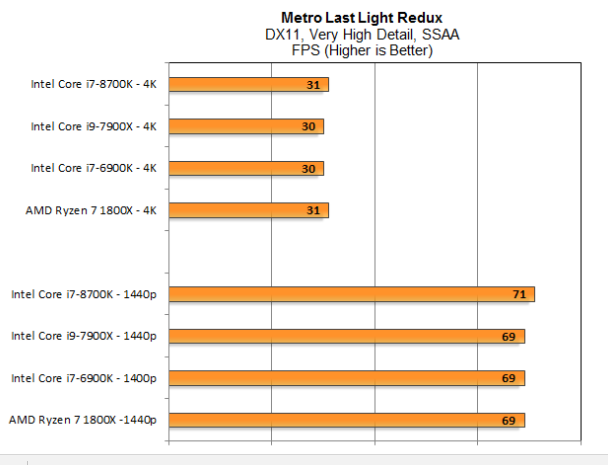 Metro Last Light Redux
DX11, Very High Detail, SSAA
FPS (Higher is Better)
Intel Core i7-8700K - 4K 31
Intel Core i9-7900X - 4K 30
Intel Core i7-6900K - 4K 30
AMD Ryzen 7 1800X - 4K 31
Intel Core i7-8700K - 1440p 71
Intel Core i9-7900X - 1440p 69
Intel Core i7-6900K - 1400p 69
AMD Ryzen 7 1800X -1440p 69